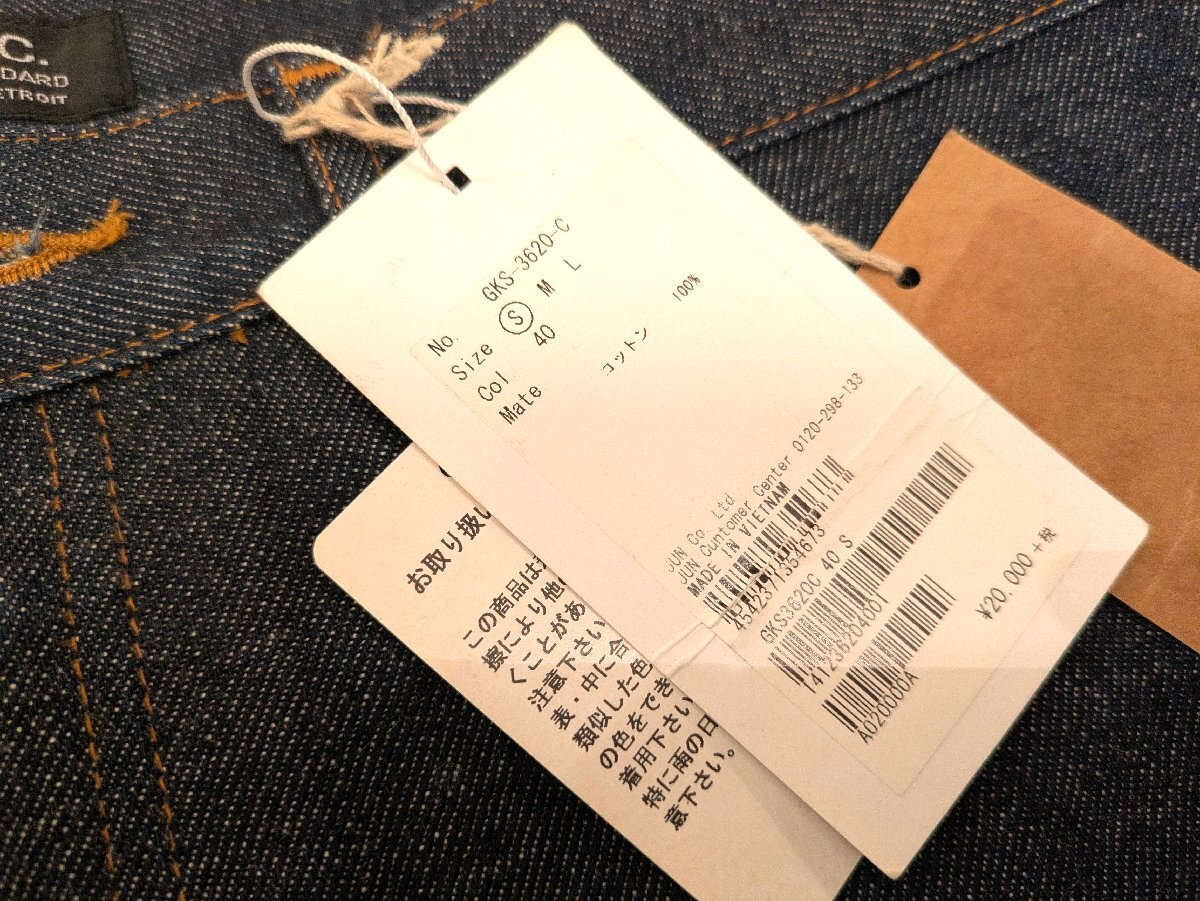 C.
DARD
ETROIT
No. GKS-3620-C
Size S M L
Col 40
Mate
コットン 100%
JUN Co Ltd
JUN Cuntomer Center 0120-298-133
MADE IN VIETNAM
4542371354673
GKS3620C 40 S
A020000A
¥20,000+税
お取り扱い
この商品は
擦により他
くことがあ
注意下さい
表・中に合
類似した色
の色をでき
着用下さい
特に雨の日
意下さい。